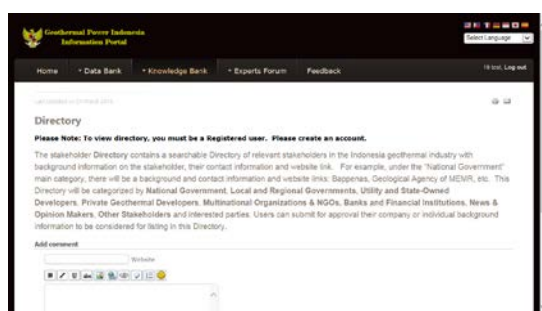 Geothermal Power Indonesia
Information Portal
Select Language
Home
Data Bank
Knowledge Bank
Experts Forum
Feedback
Hi test, Log out
Directory
Please Note: To view directory, you must be a Registered user. Please create an account.
The stakeholder Directory contains a searchable Directory of relevant stakeholders in the Indonesia geothermal industry with
background information on the stakeholder, their contact information and website link. For example, under the "National Government"
main category, there will be a background and contact information and website links: Bappenas, Geological Agency of MEMR, etc. This
Directory will be categorized by National Government, Local and Regional Governments, Utility and State-Owned
Developers, Private Geothermal Developers, Multinational Organizations & NGOs, Banks and Financial Institutions, News &
Opinion Makers, Other Stakeholders and interested parties. Users can submit for approval their company or individual background
information to be considered for listing in this Directory.
Add comment
Website